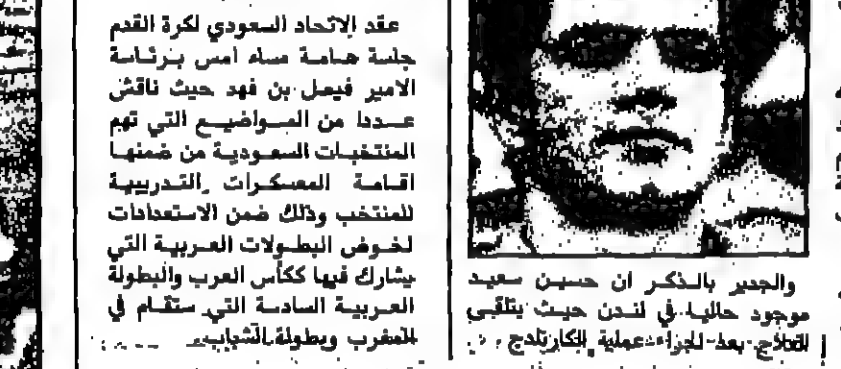 عقد الاتحاد السعودي لكرة القدم
جلسة هامة مساء امس برئاسة
الامير فيصل بن فهد حيث ناقش
عددا من المواضيع التي تهم
المنتخبات السعودية من ضمنها
اقامة المعسكرات التدريبية
للمنتخب وذلك ضمن الاستعدادات
لخوض البطولات العربية التي
يشارك فيها ككأس العرب والبطولة
العربية السادسة التي ستقام في
المغرب وبطولة الشباب
والجدير بالذكر ان حسين سعيد
موجود حاليا في لندن حيث يتلقى
العلاج بعد اجراء عملية الكارتلدج